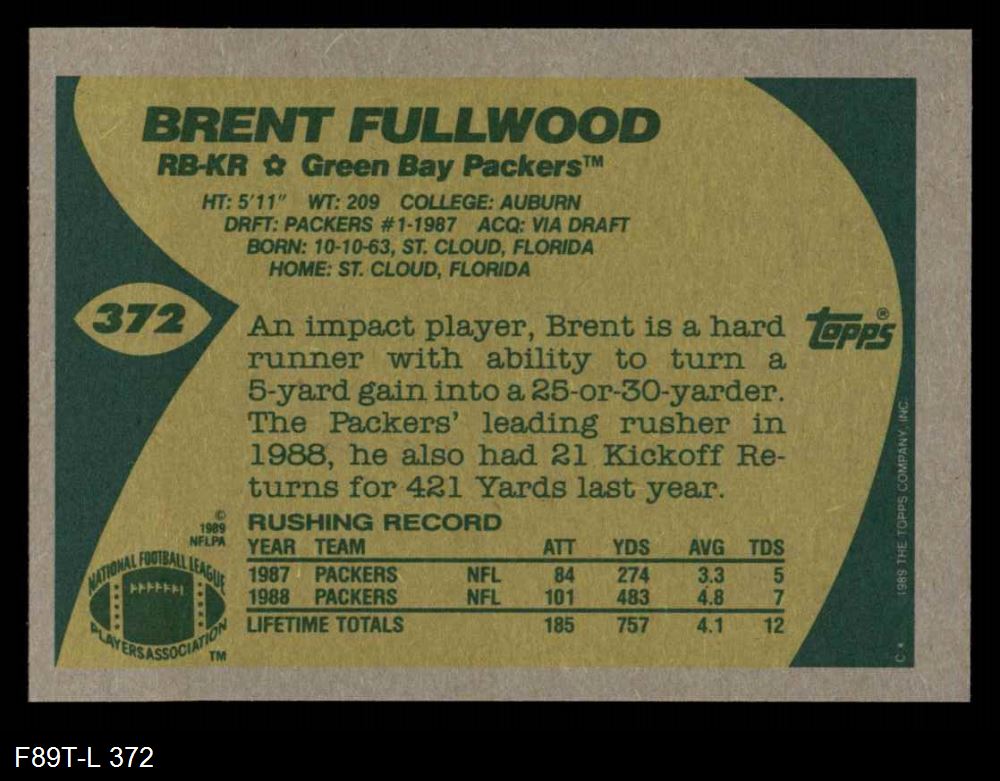 BRENT FULLWOOD
RB-KR ✩ Green Bay Packers™
HT: 5'11" WT: 209 COLLEGE: AUBURN
DRFT: PACKERS #1-1987 ACQ: VIA DRAFT
BORN: 10-10-63, ST. CLOUD, FLORIDA
HOME: ST. CLOUD, FLORIDA
372
An impact player, Brent is a hard
runner with ability to turn a
5-yard gain into a 25-or-30-yarder.
The Packers' leading rusher in
1988, he also had 21 Kickoff Re-
turns for 421 Yards last year.
topps®
© 1989 THE TOPPS COMPANY, INC.
C*
©
1989
NFLPA
NATIONAL FOOTBALL LEAGUE
PLAYERS ASSOCIATION
TM
RUSHING RECORD
YEAR TEAM ATT YDS AVG TDS
1987 PACKERS NFL 84 274 3.3 5
1988 PACKERS NFL 101 483 4.8 7
LIFETIME TOTALS 185 757 4.1 12
F89T-L 372